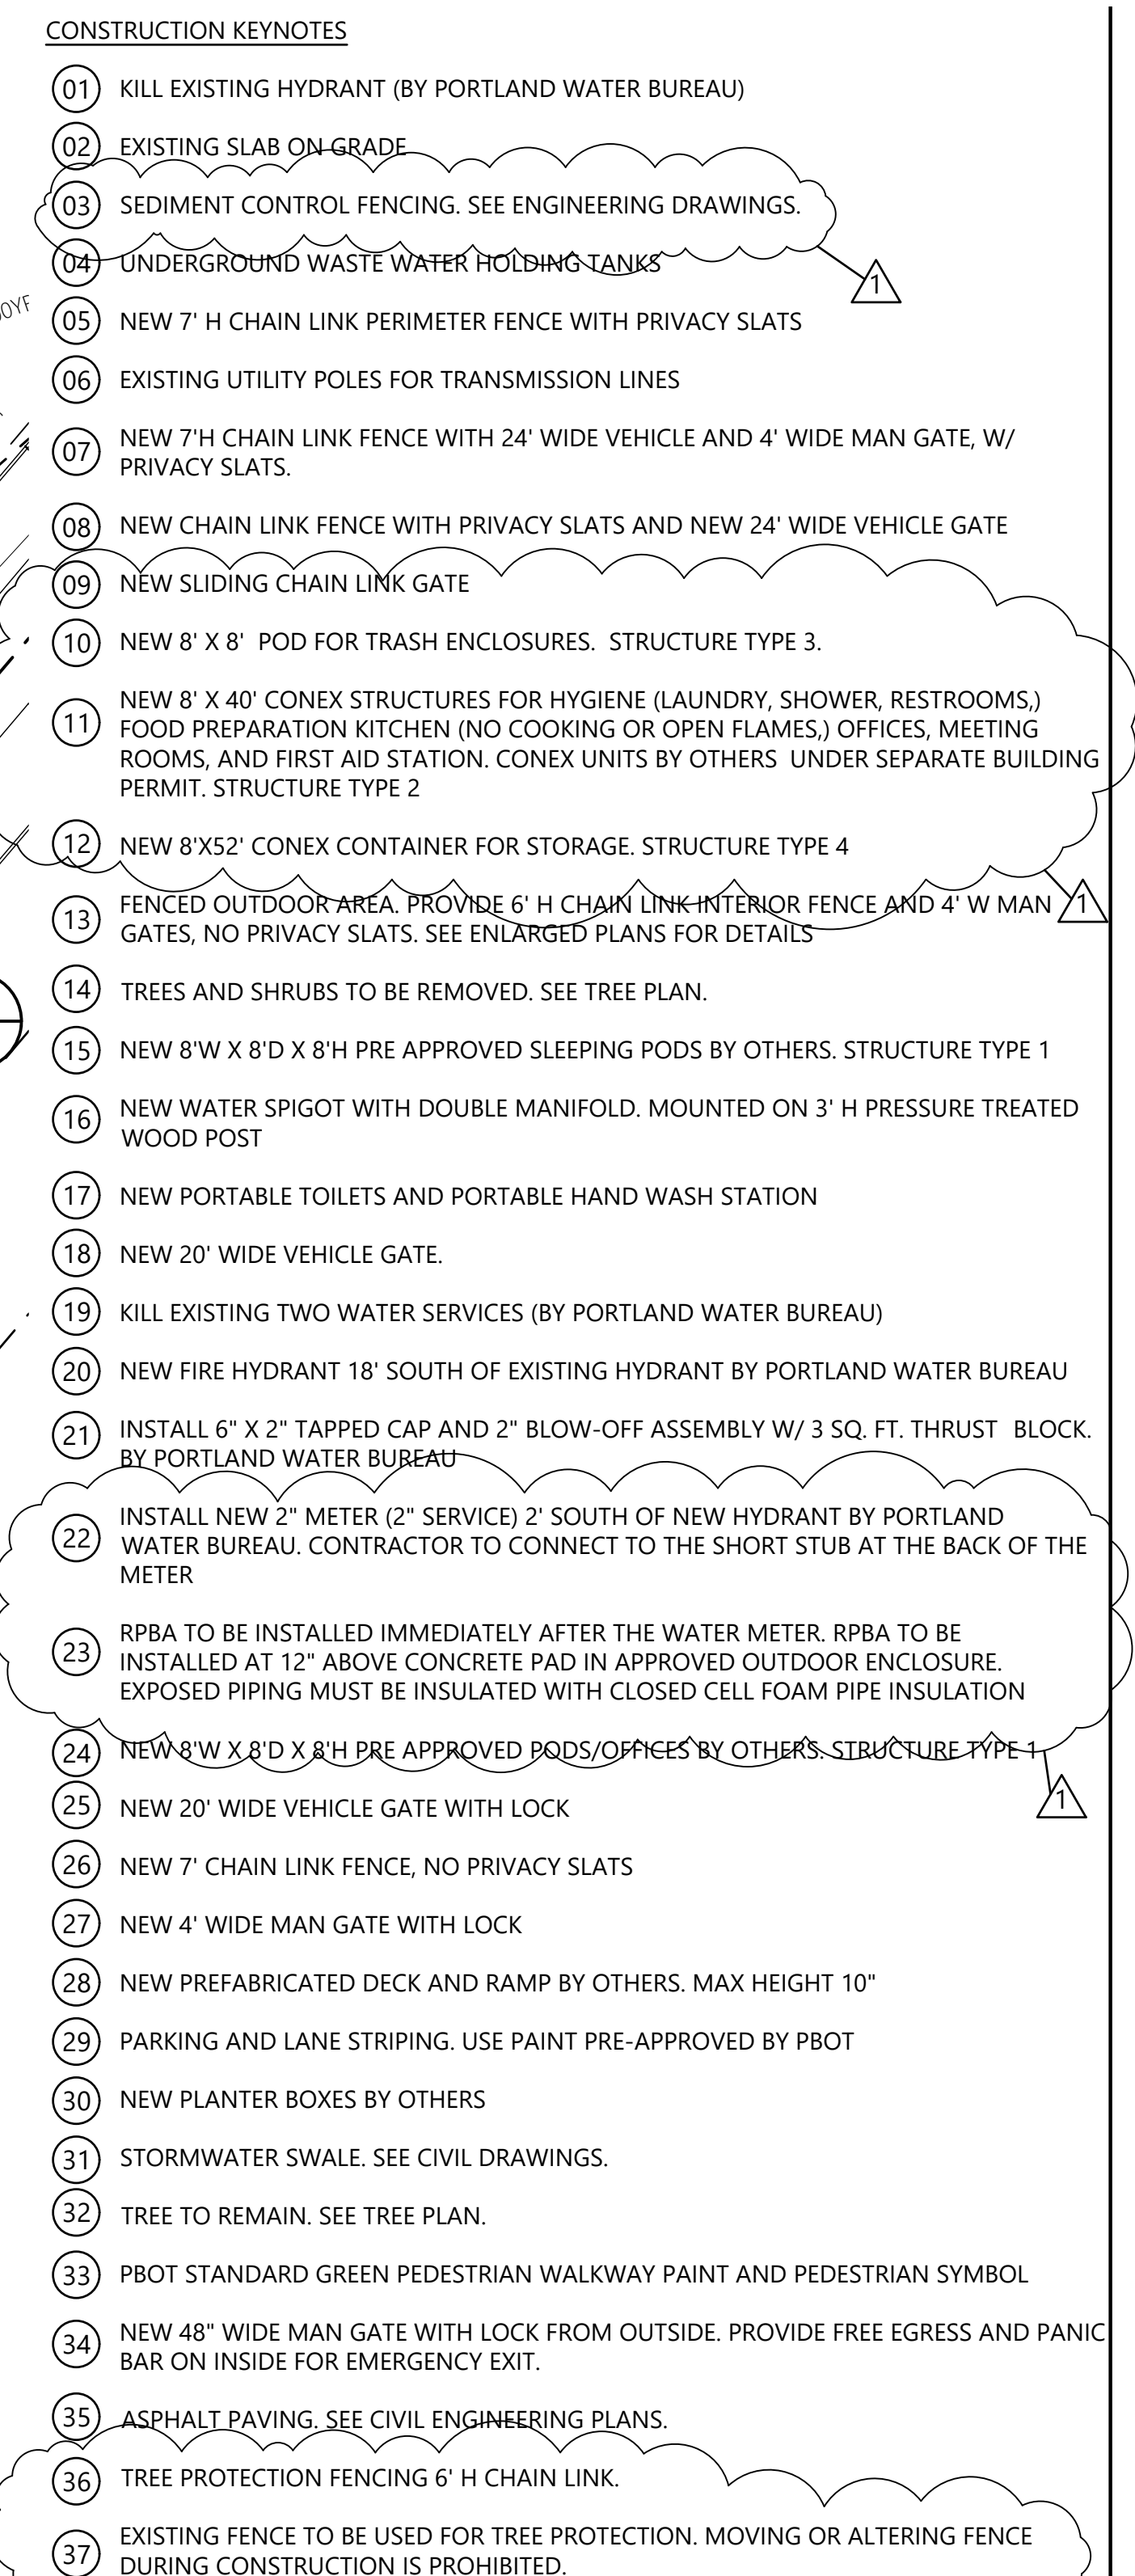 CONSTRUCTION KEYNOTES
01 KILL EXISTING HYDRANT (BY PORTLAND WATER BUREAU)
02 EXISTING SLAB ON GRADE
03 SEDIMENT CONTROL FENCING. SEE ENGINEERING DRAWINGS.
04 UNDERGROUND WASTE WATER HOLDING TANKS
1
05 NEW 7' H CHAIN LINK PERIMETER FENCE WITH PRIVACY SLATS
06 EXISTING UTILITY POLES FOR TRANSMISSION LINES
07 NEW 7'H CHAIN LINK FENCE WITH 24' WIDE VEHICLE AND 4' WIDE MAN GATE, W/
PRIVACY SLATS.
08 NEW CHAIN LINK FENCE WITH PRIVACY SLATS AND NEW 24' WIDE VEHICLE GATE
09 NEW SLIDING CHAIN LINK GATE
10 NEW 8' X 8' POD FOR TRASH ENCLOSURES. STRUCTURE TYPE 3.
11 NEW 8' X 40' CONEX STRUCTURES FOR HYGIENE (LAUNDRY, SHOWER, RESTROOMS,)
FOOD PREPARATION KITCHEN (NO COOKING OR OPEN FLAMES,) OFFICES, MEETING
ROOMS, AND FIRST AID STATION. CONEX UNITS BY OTHERS UNDER SEPARATE BUILDING
PERMIT. STRUCTURE TYPE 2
12 NEW 8'X52' CONEX CONTAINER FOR STORAGE. STRUCTURE TYPE 4
13 FENCED OUTDOOR AREA. PROVIDE 6' H CHAIN LINK INTERIOR FENCE AND 4' W MAN
GATES, NO PRIVACY SLATS. SEE ENLARGED PLANS FOR DETAILS
1
14 TREES AND SHRUBS TO BE REMOVED. SEE TREE PLAN.
15 NEW 8'W X 8'D X 8'H PRE APPROVED SLEEPING PODS BY OTHERS. STRUCTURE TYPE 1
16 NEW WATER SPIGOT WITH DOUBLE MANIFOLD. MOUNTED ON 3' H PRESSURE TREATED
WOOD POST
17 NEW PORTABLE TOILETS AND PORTABLE HAND WASH STATION
18 NEW 20' WIDE VEHICLE GATE.
19 KILL EXISTING TWO WATER SERVICES (BY PORTLAND WATER BUREAU)
20 NEW FIRE HYDRANT 18' SOUTH OF EXISTING HYDRANT BY PORTLAND WATER BUREAU
21 INSTALL 6" X 2" TAPPED CAP AND 2" BLOW-OFF ASSEMBLY W/ 3 SQ. FT. THRUST BLOCK.
BY PORTLAND WATER BUREAU
22 INSTALL NEW 2" METER (2" SERVICE) 2' SOUTH OF NEW HYDRANT BY PORTLAND
WATER BUREAU. CONTRACTOR TO CONNECT TO THE SHORT STUB AT THE BACK OF THE
METER
23 RPBA TO BE INSTALLED IMMEDIATELY AFTER THE WATER METER. RPBA TO BE
INSTALLED AT 12" ABOVE CONCRETE PAD IN APPROVED OUTDOOR ENCLOSURE.
EXPOSED PIPING MUST BE INSULATED WITH CLOSED CELL FOAM PIPE INSULATION
24 NEW 8'W X 8'D X 8'H PRE APPROVED PODS/OFFICES BY OTHERS. STRUCTURE TYPE 1
1
25 NEW 20' WIDE VEHICLE GATE WITH LOCK
26 NEW 7' CHAIN LINK FENCE, NO PRIVACY SLATS
27 NEW 4' WIDE MAN GATE WITH LOCK
28 NEW PREFABRICATED DECK AND RAMP BY OTHERS. MAX HEIGHT 10"
29 PARKING AND LANE STRIPING. USE PAINT PRE-APPROVED BY PBOT
30 NEW PLANTER BOXES BY OTHERS
31 STORMWATER SWALE. SEE CIVIL DRAWINGS.
32 TREE TO REMAIN. SEE TREE PLAN.
33 PBOT STANDARD GREEN PEDESTRIAN WALKWAY PAINT AND PEDESTRIAN SYMBOL
34 NEW 48" WIDE MAN GATE WITH LOCK FROM OUTSIDE. PROVIDE FREE EGRESS AND PANIC
BAR ON INSIDE FOR EMERGENCY EXIT.
35 ASPHALT PAVING. SEE CIVIL ENGINEERING PLANS.
36 TREE PROTECTION FENCING 6' H CHAIN LINK.
37 EXISTING FENCE TO BE USED FOR TREE PROTECTION. MOVING OR ALTERING FENCE
DURING CONSTRUCTION IS PROHIBITED.